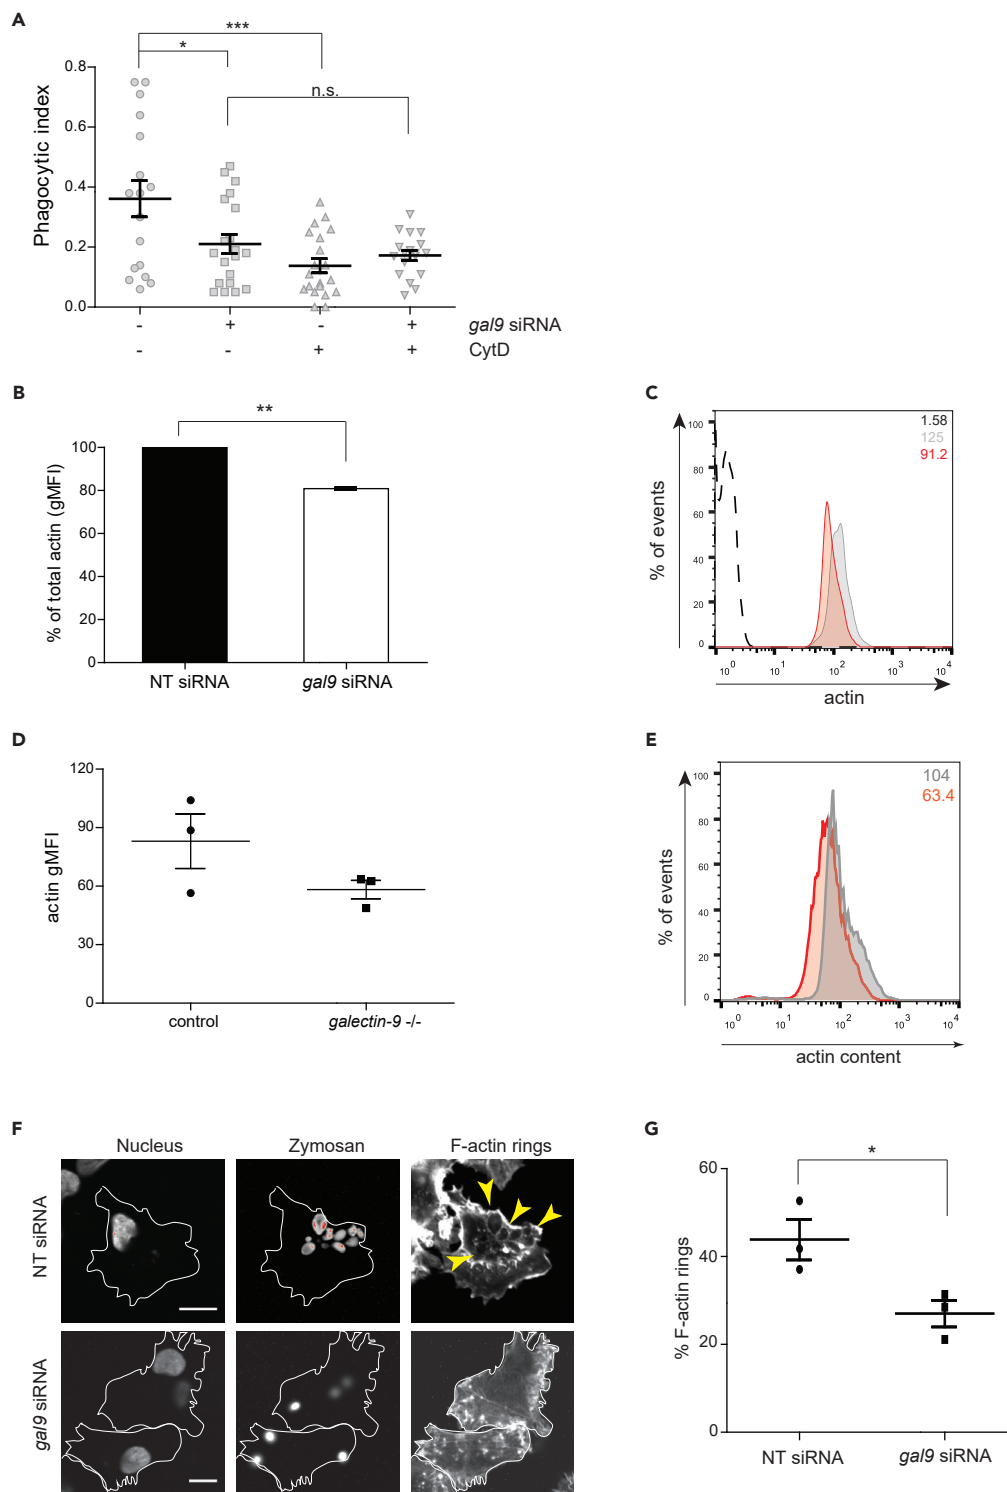 A
***
*
n.s.
0.8
0.6
0.4
0.2
0.0
Phagocytic index
- + - + gal9 siRNA
- - + + CytD
B
**
100
80
60
40
20
0
% of total actin (gMFI)
NT siRNA gal9 siRNA
C
1.58
125
91.2
100
80
60
40
20
0
% of events
10^0 10^1 10^2 10^3 10^4
actin
D
120
90
60
30
0
actin gMFI
control galectin-9 -/-
E
104
63.4
100
80
60
40
20
0
% of events
10^0 10^1 10^2 10^3 10^4
actin content
F
Nucleus Zymosan F-actin rings
NT siRNA
gal9 siRNA
G
*
60
40
20
0
% F-actin rings
NT siRNA gal9 siRNA